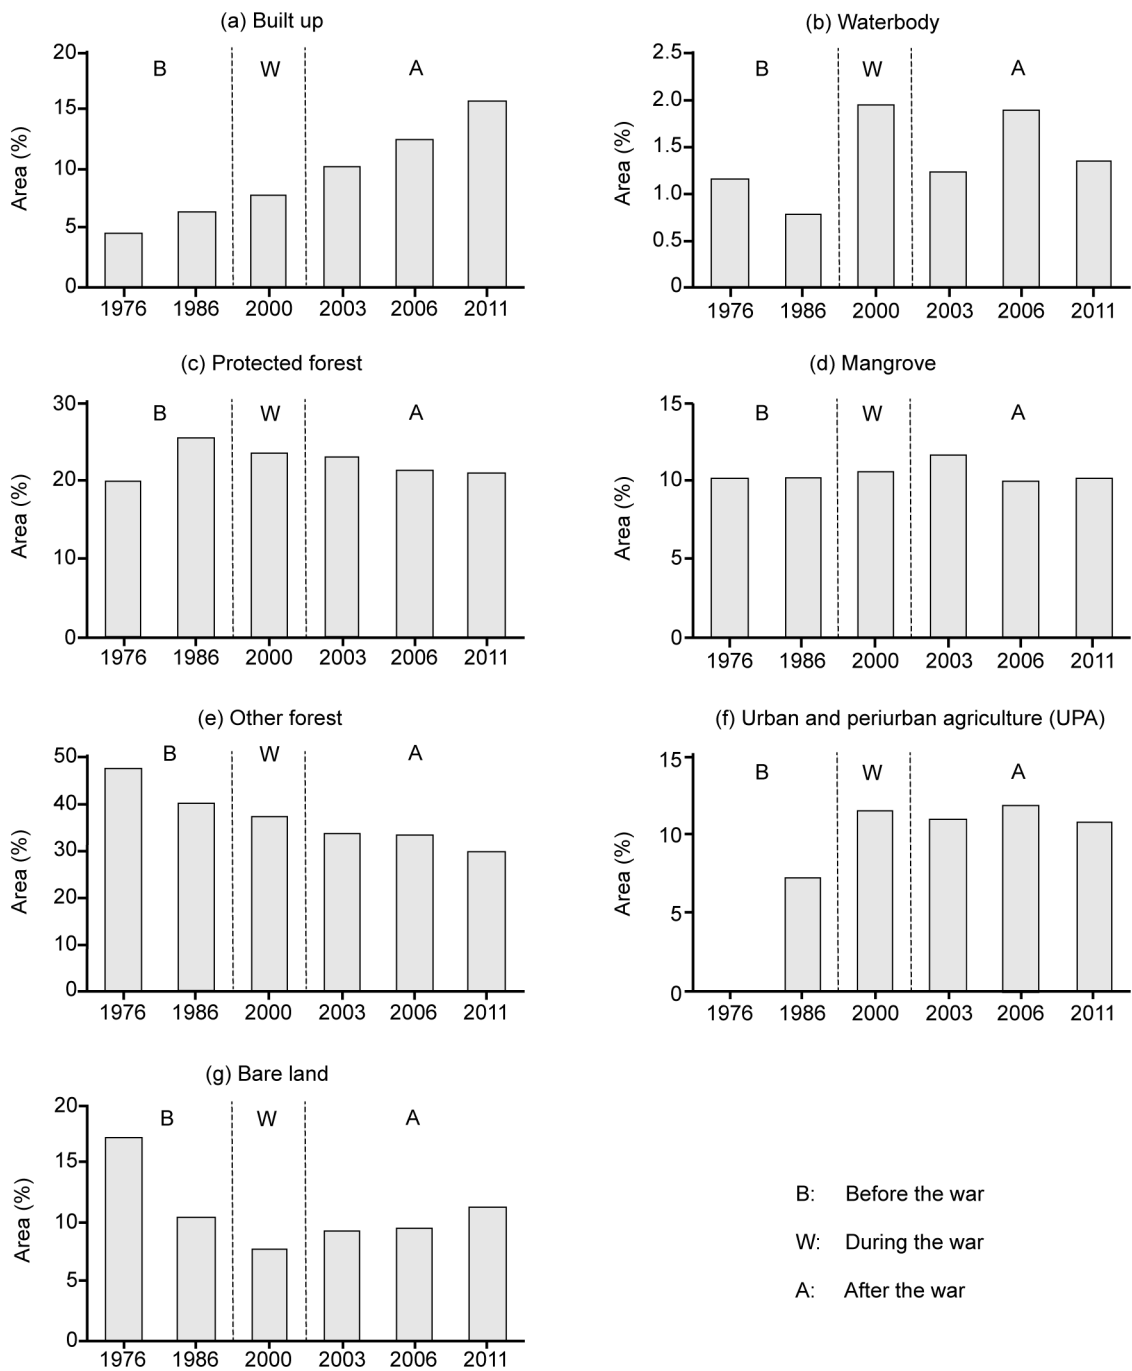 (a) Built up
20
15
10
5
0
Area (%)
B
W
A
1976 1986 2000 2003 2006 2011
(b) Waterbody
2.5
2.0
1.5
1.0
0.5
0
Area (%)
B
W
A
1976 1986 2000 2003 2006 2011
(c) Protected forest
30
20
10
0
Area (%)
B
W
A
1976 1986 2000 2003 2006 2011
(d) Mangrove
15
10
5
0
Area (%)
B
W
A
1976 1986 2000 2003 2006 2011
(e) Other forest
50
40
30
20
10
0
Area (%)
B
W
A
1976 1986 2000 2003 2006 2011
(f) Urban and periurban agriculture (UPA)
15
10
5
0
Area (%)
B
W
A
1976 1986 2000 2003 2006 2011
(g) Bare land
20
15
10
5
0
Area (%)
B
W
A
1976 1986 2000 2003 2006 2011
B: Before the war
W: During the war
A: After the war